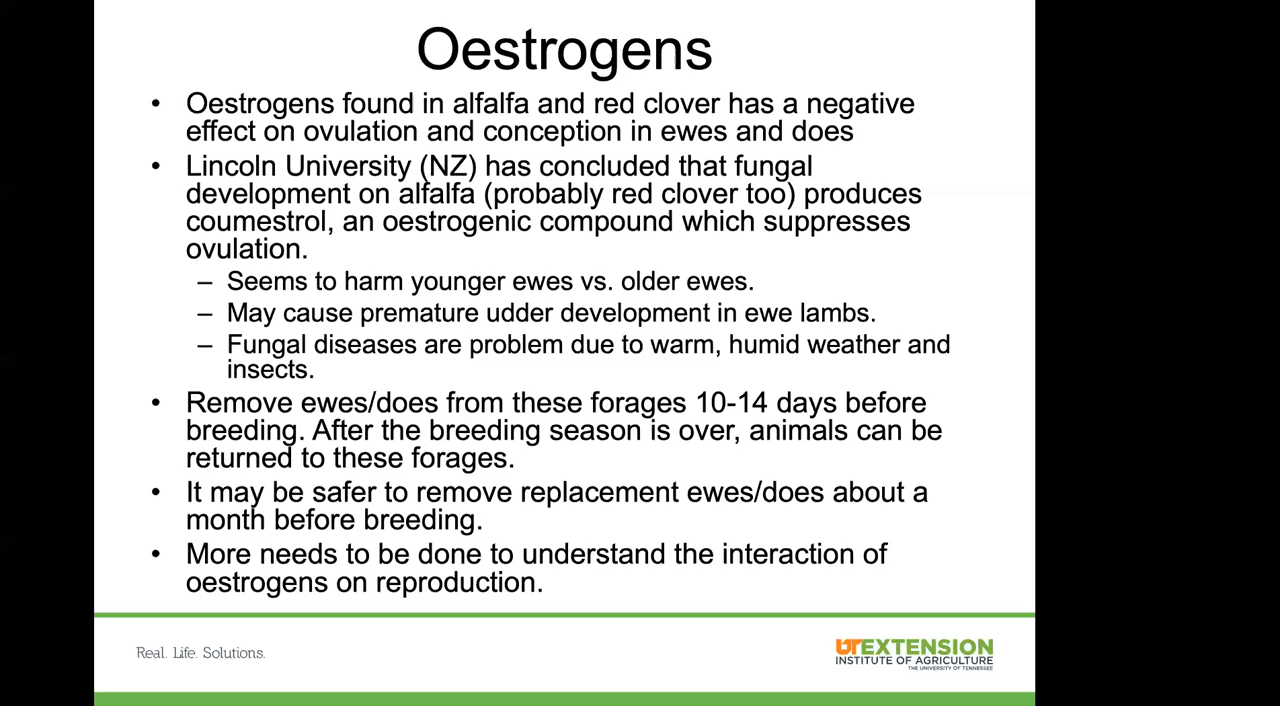 Oestrogens
• Oestrogens found in alfalfa and red clover has a negative
effect on ovulation and conception in ewes and does
• Lincoln University (NZ) has concluded that fungal
development on alfalfa (probably red clover too) produces
coumestrol, an oestrogenic compound which suppresses
ovulation.
– Seems to harm younger ewes vs. older ewes.
– May cause premature udder development in ewe lambs.
– Fungal diseases are problem due to warm, humid weather and
insects.
• Remove ewes/does from these forages 10-14 days before
breeding. After the breeding season is over, animals can be
returned to these forages.
• It may be safer to remove replacement ewes/does about a
month before breeding.
• More needs to be done to understand the interaction of
oestrogens on reproduction.
Real. Life. Solutions.
UTEXTENSION
INSTITUTE OF AGRICULTURE
THE UNIVERSITY OF TENNESSEE